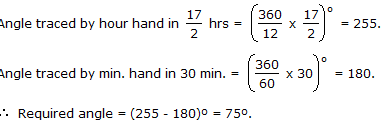 Angle traced by hour hand in 17/2 hrs = (360/12 x 17/2)º = 255.
Angle traced by min. hand in 30 min. = (360/60 x 30)º = 180.
∴ Required angle = (255 - 180)º = 75º.